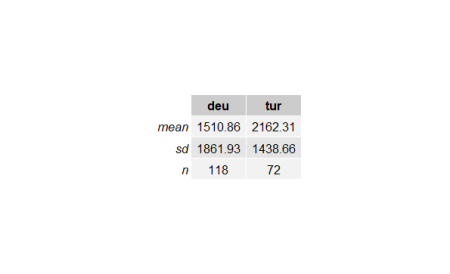 deu tur
mean 1510.86 2162.31
sd 1861.93 1438.66
n 118 72